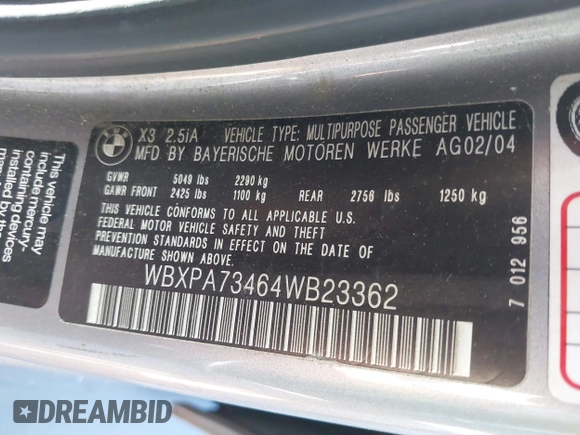 X3 2.5iA VEHICLE TYPE: MULTIPURPOSE PASSENGER VEHICLE
MFD BY BAYERISCHE MOTOREN WERKE AG02/04
GVWR 5049 lbs 2290 kg
GAWR FRONT 2425 lbs 1100 kg REAR 2756 lbs 1250 kg
THIS VEHICLE CONFORMS TO ALL APPLICABLE U.S.
FEDERAL MOTOR VEHICLE SAFETY AND THEFT
PREVENTION STANDARDS IN EFFECT ON THE DATE OF
MANUFACTURE SHOWN ABOVE.
WBXPA73464WB23362
7 012 956
This vehicle may
containing mercury-
installed devices
DREAMBID